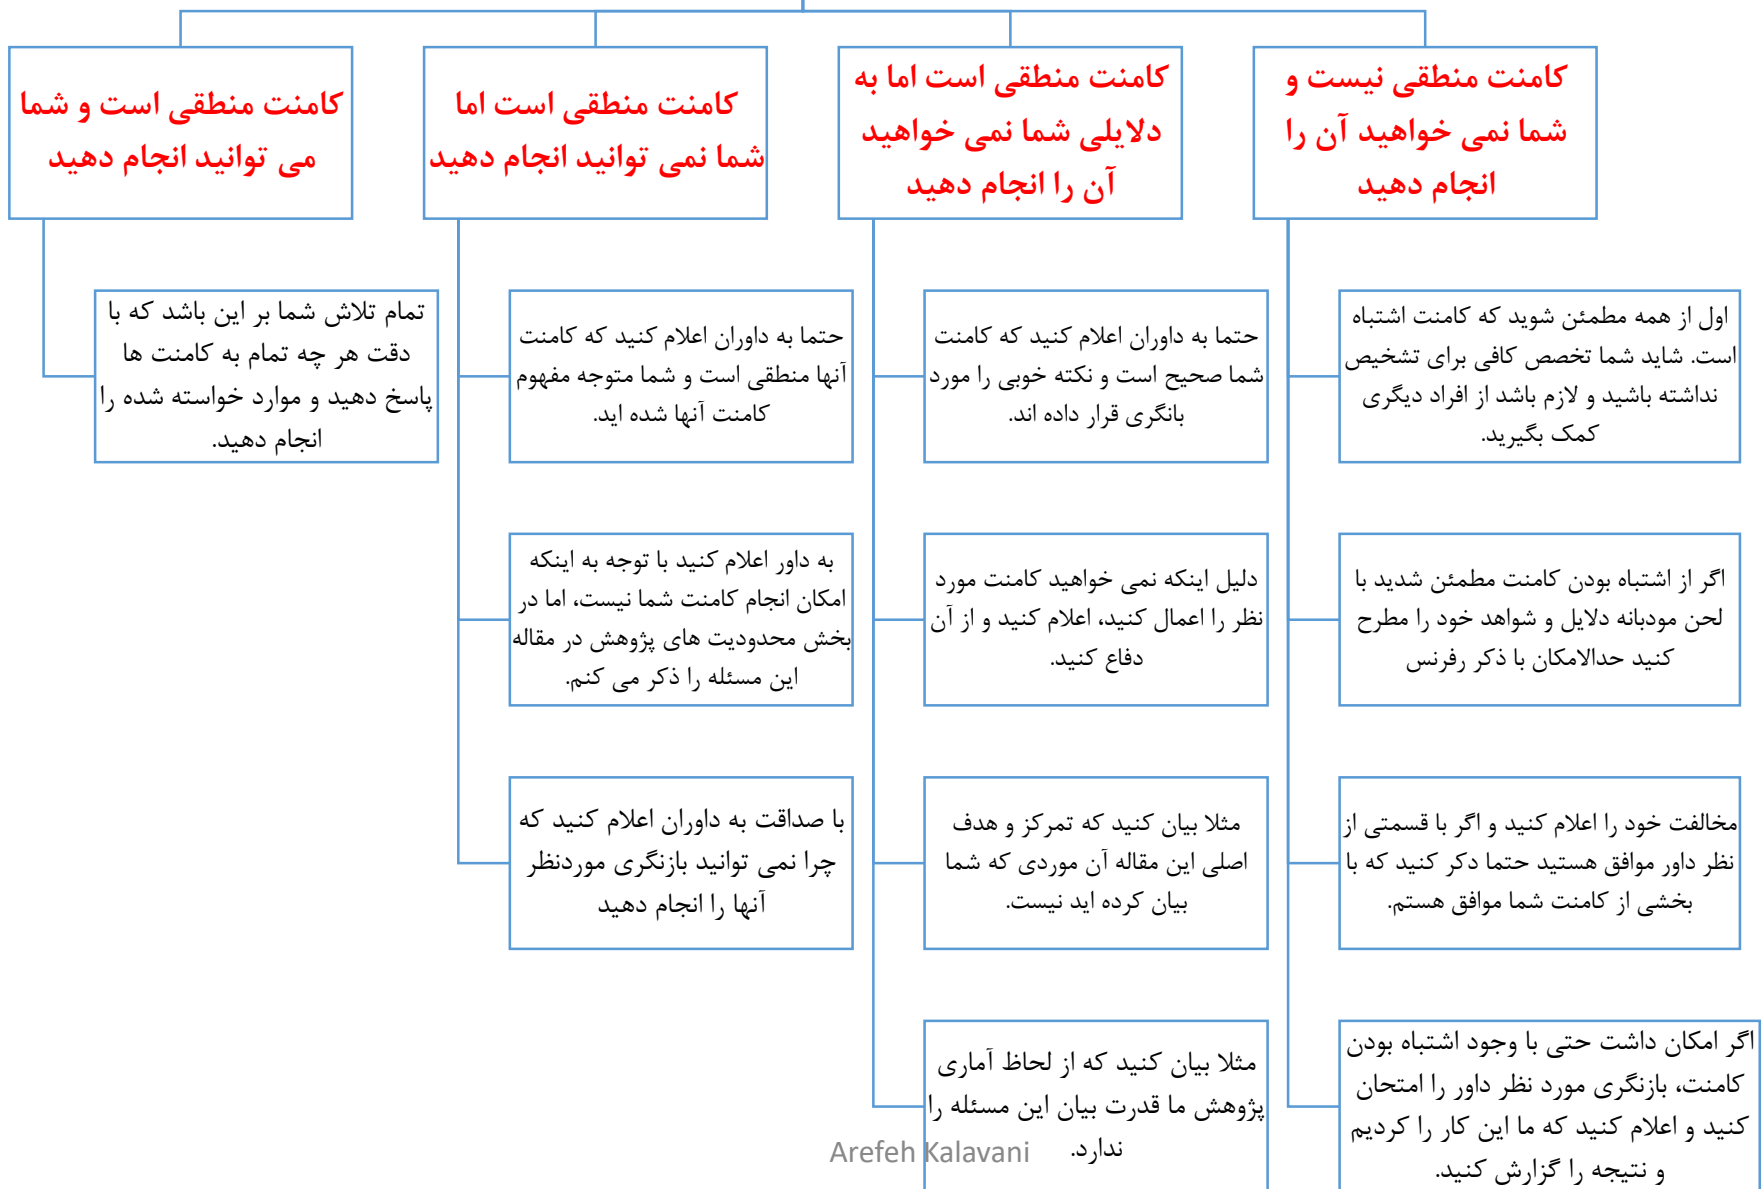 کامنت منطقی نیست و
شما نمی خواهید آن را
انجام دهید
اول از همه مطمئن شوید که کامنت اشتباه
است. شاید شما تخصص کافی برای تشخیص
نداشته باشید و لازم باشد از افراد دیگری
کمک بگیرید.
اگر از اشتباه بودن کامنت مطمئن شدید با
لحن مودبانه دلایل و شواهد خود را مطرح
کنید حدالامکان با ذکر رفرنس
مخالفت خود را اعلام کنید و اگر با قسمتی از
نظر داور موافق هستید حتما دکر کنید که با
بخشی از کامنت شما موافق هستم.
اگر امکان داشت حتی با وجود اشتباه بودن
کامنت، بازنگری مورد نظر داور را امتحان
کنید و اعلام کنید که ما این کار را کردیم
و نتیجه را گزارش کنید.
کامنت منطقی است اما به
دلایلی شما نمی خواهید
آن را انجام دهید
حتما به داوران اعلام کنید که کامنت
شما صحیح است و نکته خوبی را مورد
بانگری قرار داده اند.
دلیل اینکه نمی خواهید کامنت مورد
نظر را اعمال کنید، اعلام کنید و از آن
دفاع کنید.
مثلا بیان کنید که تمرکز و هدف
اصلی این مقاله آن موردی که شما
بیان کرده اید نیست.
مثلا بیان کنید که از لحاظ آماری
پژوهش ما قدرت بیان این مسئله را
ندارد.
کامنت منطقی است اما
شما نمی توانید انجام دهید
حتما به داوران اعلام کنید که کامنت
آنها منطقی است و شما متوجه مفهوم
کامنت آنها شده اید.
به داور اعلام کنید با توجه به اینکه
امکان انجام کامنت شما نیست، اما در
بخش محدودیت های پژوهش در مقاله
این مسئله را ذکر می کنم.
با صداقت به داوران اعلام کنید که
چرا نمی توانید بازنگری موردنظر
آنها را انجام دهید
کامنت منطقی است و شما
می توانید انجام دهید
تمام تلاش شما بر این باشد که با
دقت هر چه تمام به کامنت ها
پاسخ دهید و موارد خواسته شده را
انجام دهید.
Arefeh Kalavani